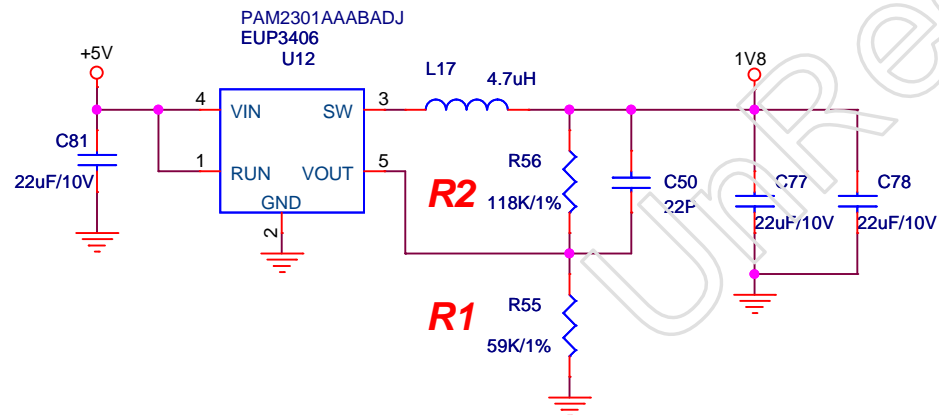 PAM2301AAABADJ
EUP3406
U12
+5V
L17
4.7uH
1V8
4
VIN
SW
3
C81
22uF/10V
1
RUN
VOUT
5
GND
2
R2
R56
118K/1%
C50
22P
C77
22uF/10V
C78
22uF/10V
R1
R55
59K/1%
UnRe